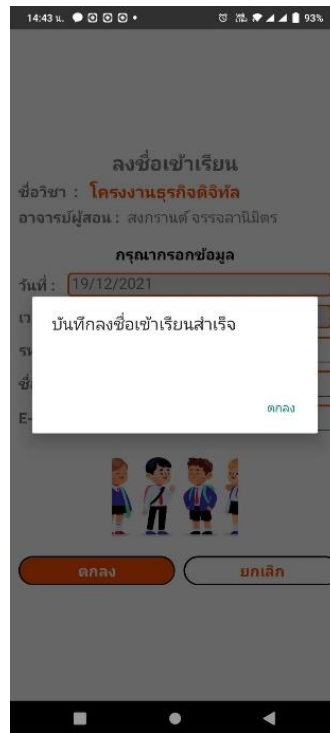 14:43 น.
93%
ลงชื่อเข้าเรียน
ชื่อวิชา : โครงงานธุรกิจดิจิทัล
อาจารย์ผู้สอน : สงกรานต์ จรรจลานิมิตร
กรุณากรอกข้อมูล
วันที่ : 19/12/2021
บันทึกลงชื่อเข้าเรียนสำเร็จ
ตกลง
E-
ตกลง
ยกเลิก